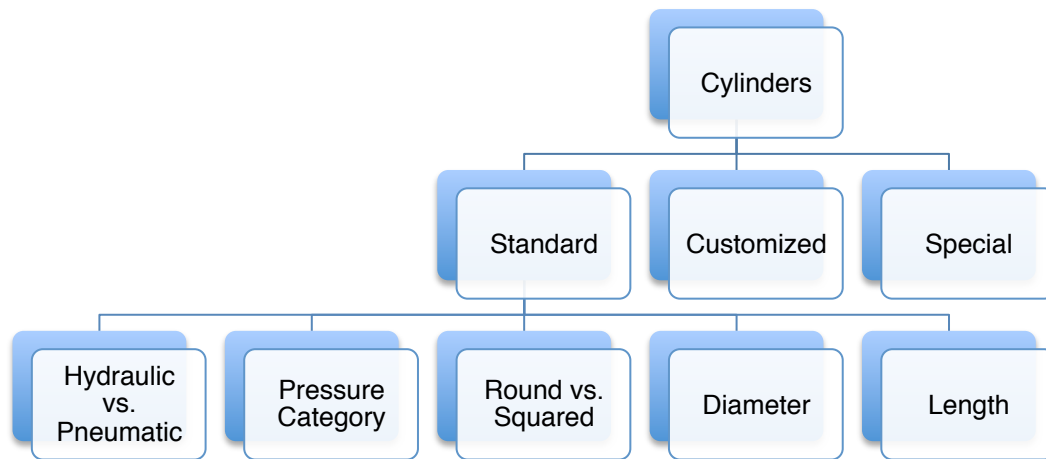 Cylinders
Standard
Customized
Special
Hydraulic
vs.
Pneumatic
Pressure
Category
Round vs.
Squared
Diameter
Length